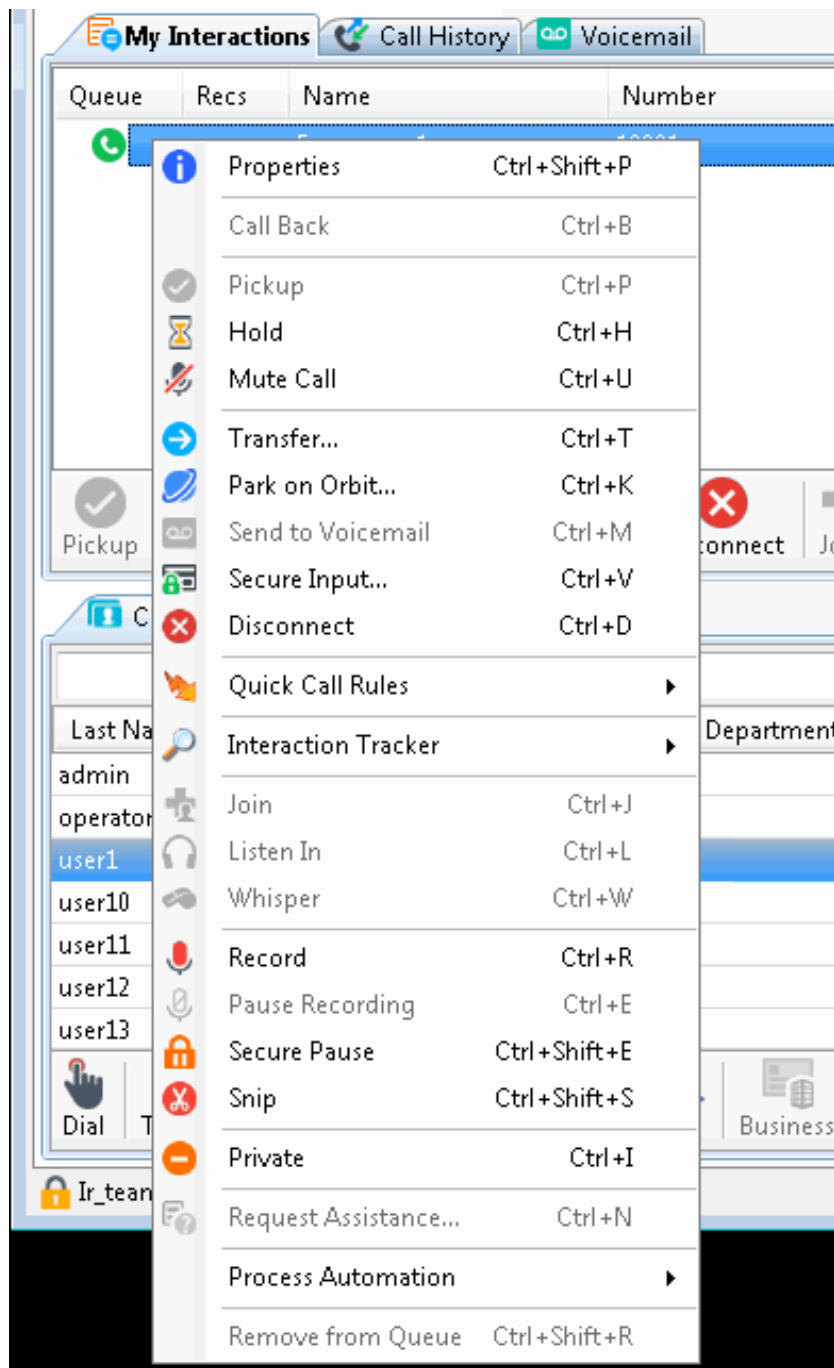 My Interactions Call History Voicemail
Queue Recs Name Number
Properties Ctrl+Shift+P
Call Back Ctrl+B
Pickup Ctrl+P
Hold Ctrl+H
Mute Call Ctrl+U
Transfer... Ctrl+T
Park on Orbit... Ctrl+K
Send to Voicemail Ctrl+M
Pickup
connect
Secure Input... Ctrl+V
Disconnect Ctrl+D
Quick Call Rules
Last Na Department
Interaction Tracker
admin
Join Ctrl+J
operator
Listen In Ctrl+L
user1
Whisper Ctrl+W
user10
user11
Record Ctrl+R
user12
Pause Recording Ctrl+E
user13
Secure Pause Ctrl+Shift+E
Snip Ctrl+Shift+S
Dial T Business
Private Ctrl+I
Ir_tean
Request Assistance... Ctrl+N
Process Automation
Remove from Queue Ctrl+Shift+R